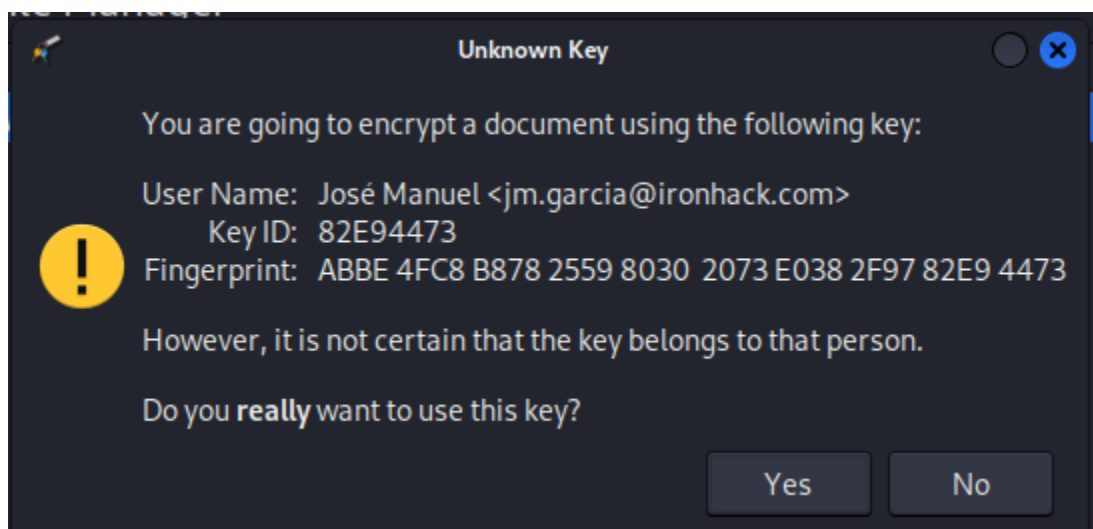 Unknown Key
You are going to encrypt a document using the following key:
User Name: José Manuel <jm.garcia@ironhack.com>
Key ID: 82E94473
Fingerprint: ABBE 4FC8 B878 2559 8030  2073 E038 2F97 82E9 4473
However, it is not certain that the key belongs to that person.
Do you really want to use this key?
Yes No